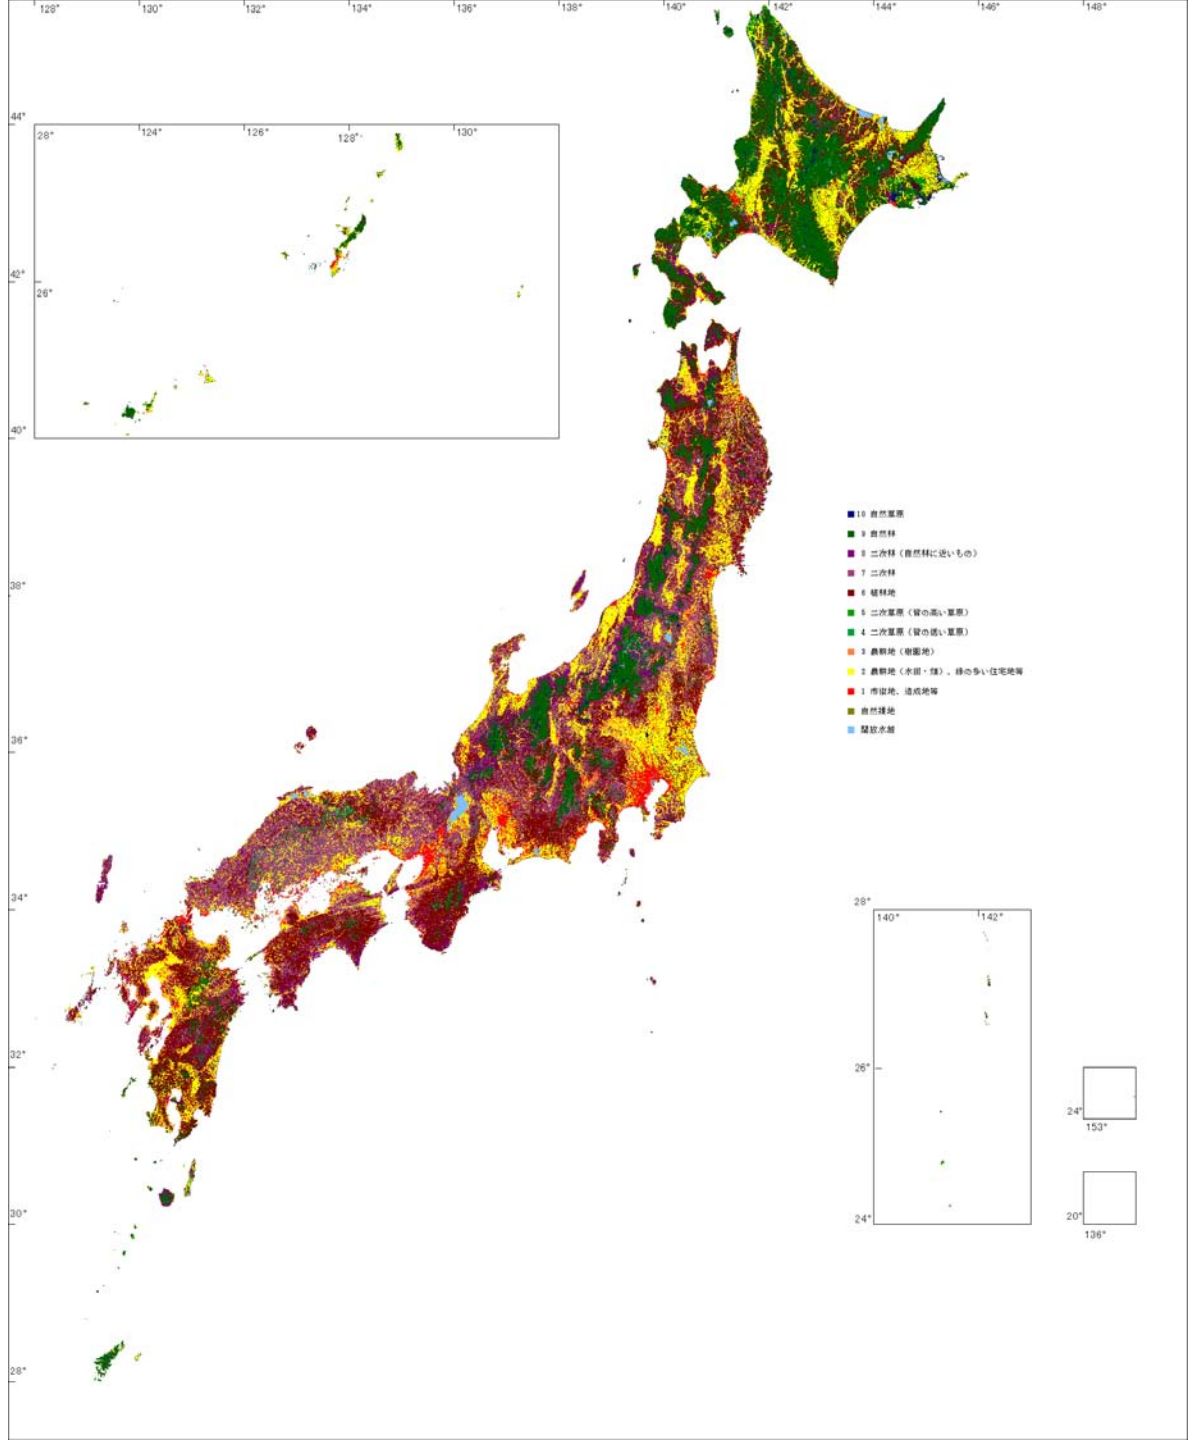 128° 130° 132° 134° 136° 138° 140° 142° 144° 146° 148°
44°
28° 124° 126° 128° 130°
42°
26°
40°
38°
36°
34°
32°
30°
28°
10 自然草原
9 自然林
8 二次林（自然林に近いもの）
7 二次林
6 植林地
5 二次草原（背の高い草原）
4 二次草原（背の低い草原）
3 農耕地（樹園地）
2 農耕地（水田・畑）、緑の多い住宅地等
1 市街地、造成地等
自然裸地
開放水域
28°
140° 142°
26°
24°
24°
153°
20°
136°